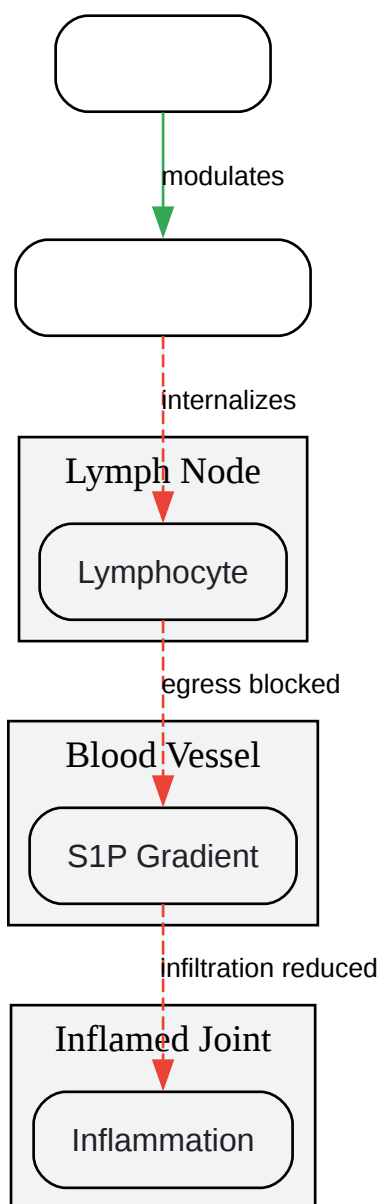 modulates
internalizes
Lymph Node
Lymphocyte
egress blocked
Blood Vessel
S1P Gradient
infiltration reduced
Inflamed Joint
Inflammation